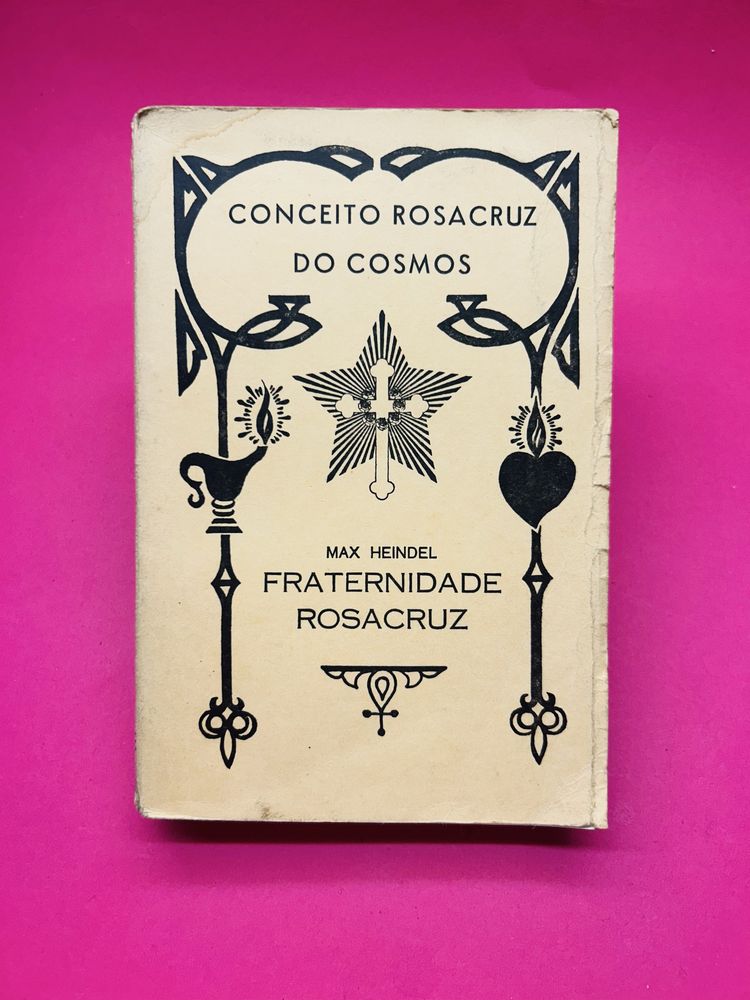 CONCEITO ROSACRUZ
DO COSMOS
MAX HEINDEL
FRATERNIDADE
ROSACRUZ